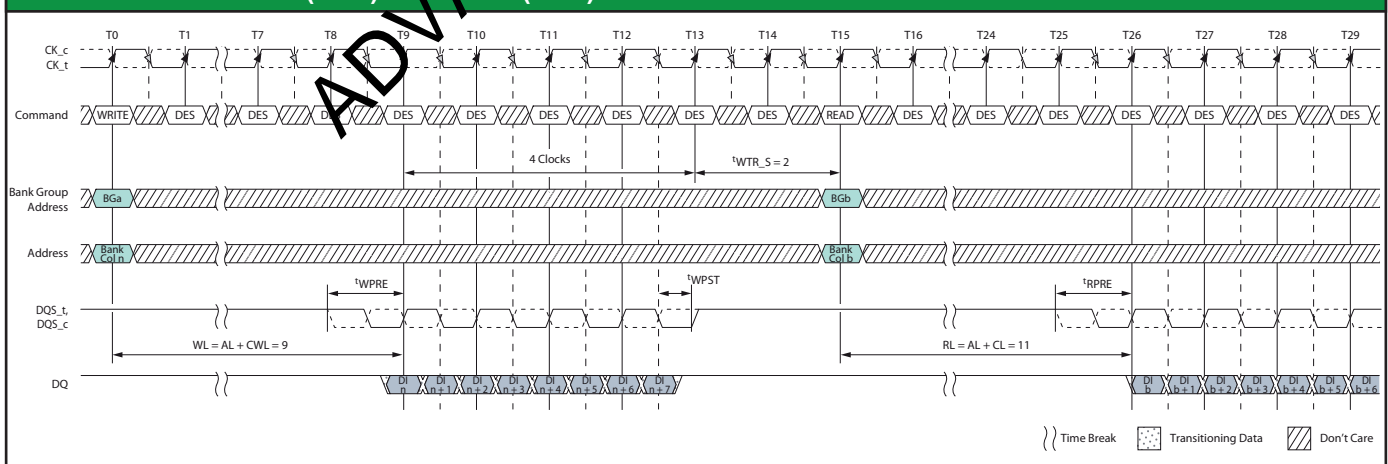 ADV
T0 T1 T7 T8 T9 T10 T11 T12 T13 T14 T15 T16 T24 T25 T26 T27 T28 T29
CK_c
CK_t
Command WRITE DES DES DES DES DES DES DES DES READ DES DES DES DES DES DES DES
4 Clocks tWTR_S = 2
Bank Group
Address
BGa BGb
Address
Bank
Col n
Bank
Col b
tWPRE tWPST tRPRE
DQS_t,
DQS_c
WL = AL + CWL = 9 RL = AL + CL = 11
DQ
DI
n
DI
n + 1
DI
n + 2
DI
n + 3
DI
n + 4
DI
n + 5
DI
n + 6
DI
n + 7
DI
b
DI
b + 1
DI
b + 2
DI
b + 3
DI
b + 4
DI
b + 5
DI
b + 6
Time Break Transitioning Data Don't Care